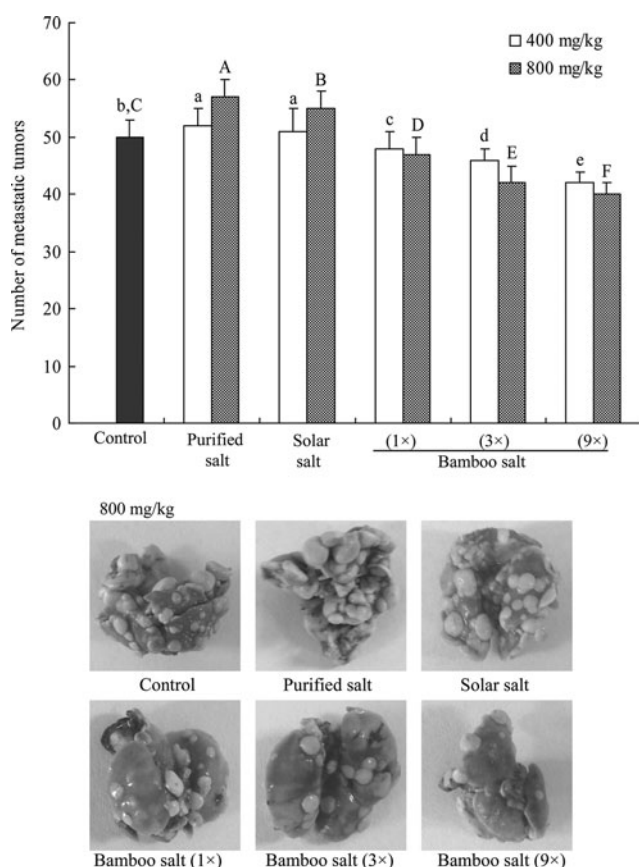 70
400 mg/kg
800 mg/kg
60
50
40
30
20
10
0
Number of metastatic tumors
b,C
a
A
a
B
c
D
d
E
e
F
Control
Purified
salt
Solar
salt
(1×)
(3×)
(9×)
Bamboo salt
800 mg/kg
Control
Purified salt
Solar salt
Bamboo salt (1×)
Bamboo salt (3×)
Bamboo salt (9×)